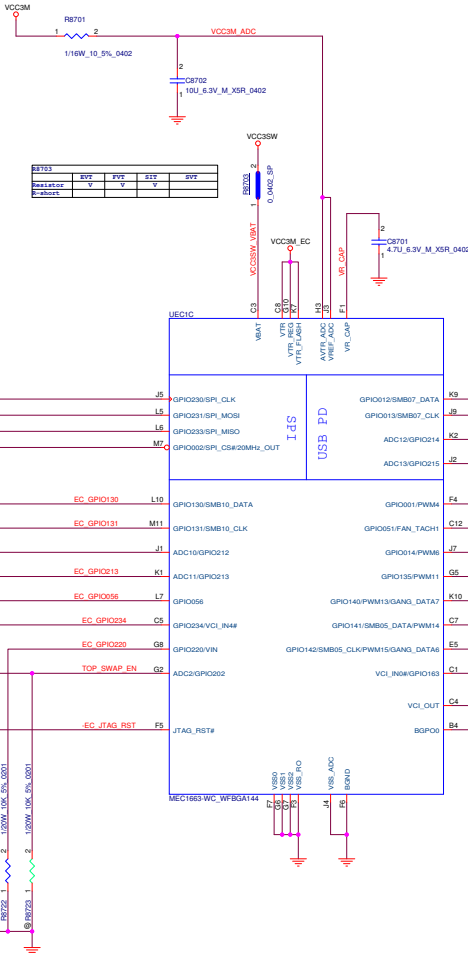 VCC3M
R8701
1 2
1/16W_10_5%_0402
VCC3M_ADC
2
C8702
10U_6.3V_M_X5R_0402
1
R8703
EVT FVT SIT SVT
Resistor V V V
R-short
VCC3SW
2
R8703
0_0402_SP
1
VCC3SW_VBAT
VCC3M_EC
VR_CAP
2
C8701
4.7U_6.3V_M_X5R_0402
1
C3
C8
G10
K7
H3
J3
F1
UEC1C
VBAT
VTR
VTR_REG
VTR_FLASH
AVTR_ADC
VREF_ADC
VR_CAP
SPI
USB PD
J5 GPIO230/SPI_CLK
L5 GPIO231/SPI_MOSI
L6 GPIO233/SPI_MISO
M7 GPIO002/SPI_CS#/20MHz_OUT
GPIO012/SMB07_DATA K9
GPIO013/SMB07_CLK J9
ADC12/GPIO214 K2
ADC13/GPIO215 J2
EC_GPIO130 L10 GPIO130/SMB10_DATA
EC_GPIO131 M11 GPIO131/SMB10_CLK
J1 ADC10/GPIO212
EC_GPIO213 K1 ADC11/GPIO213
EC_GPIO056 L7 GPIO056
EC_GPIO234 C5 GPIO234/VCI_IN4#
EC_GPIO220 G8 GPIO220/VIN
TOP_SWAP_EN G2 ADC2/GPIO202
-EC_JTAG_RST F5 JTAG_RST#
GPIO001/PWM4 F4
GPIO051/FAN_TACH1 C12
GPIO014/PWM6 J7
GPIO135/PWM11 G5
GPIO140/PWM13/GANG_DATA7 K10
GPIO141/SMB05_DATA/PWM14 C7
GPIO142/SMB05_CLK/PWM15/GANG_DATA6 E5
VCI_IN0#/GPIO163 C1
VCI_OUT C4
BGPO0 B4
VSS0
VSS1
VSS2
VSS_RO
VSS_ADC
BGND
MEC1663-WC_WFBGA144
F7
G6
G7
F3
J4
F6
1/20W_10K_5%_0201
1/20W_10K_5%_0201
2
2
1
1
R8722
@ R8723